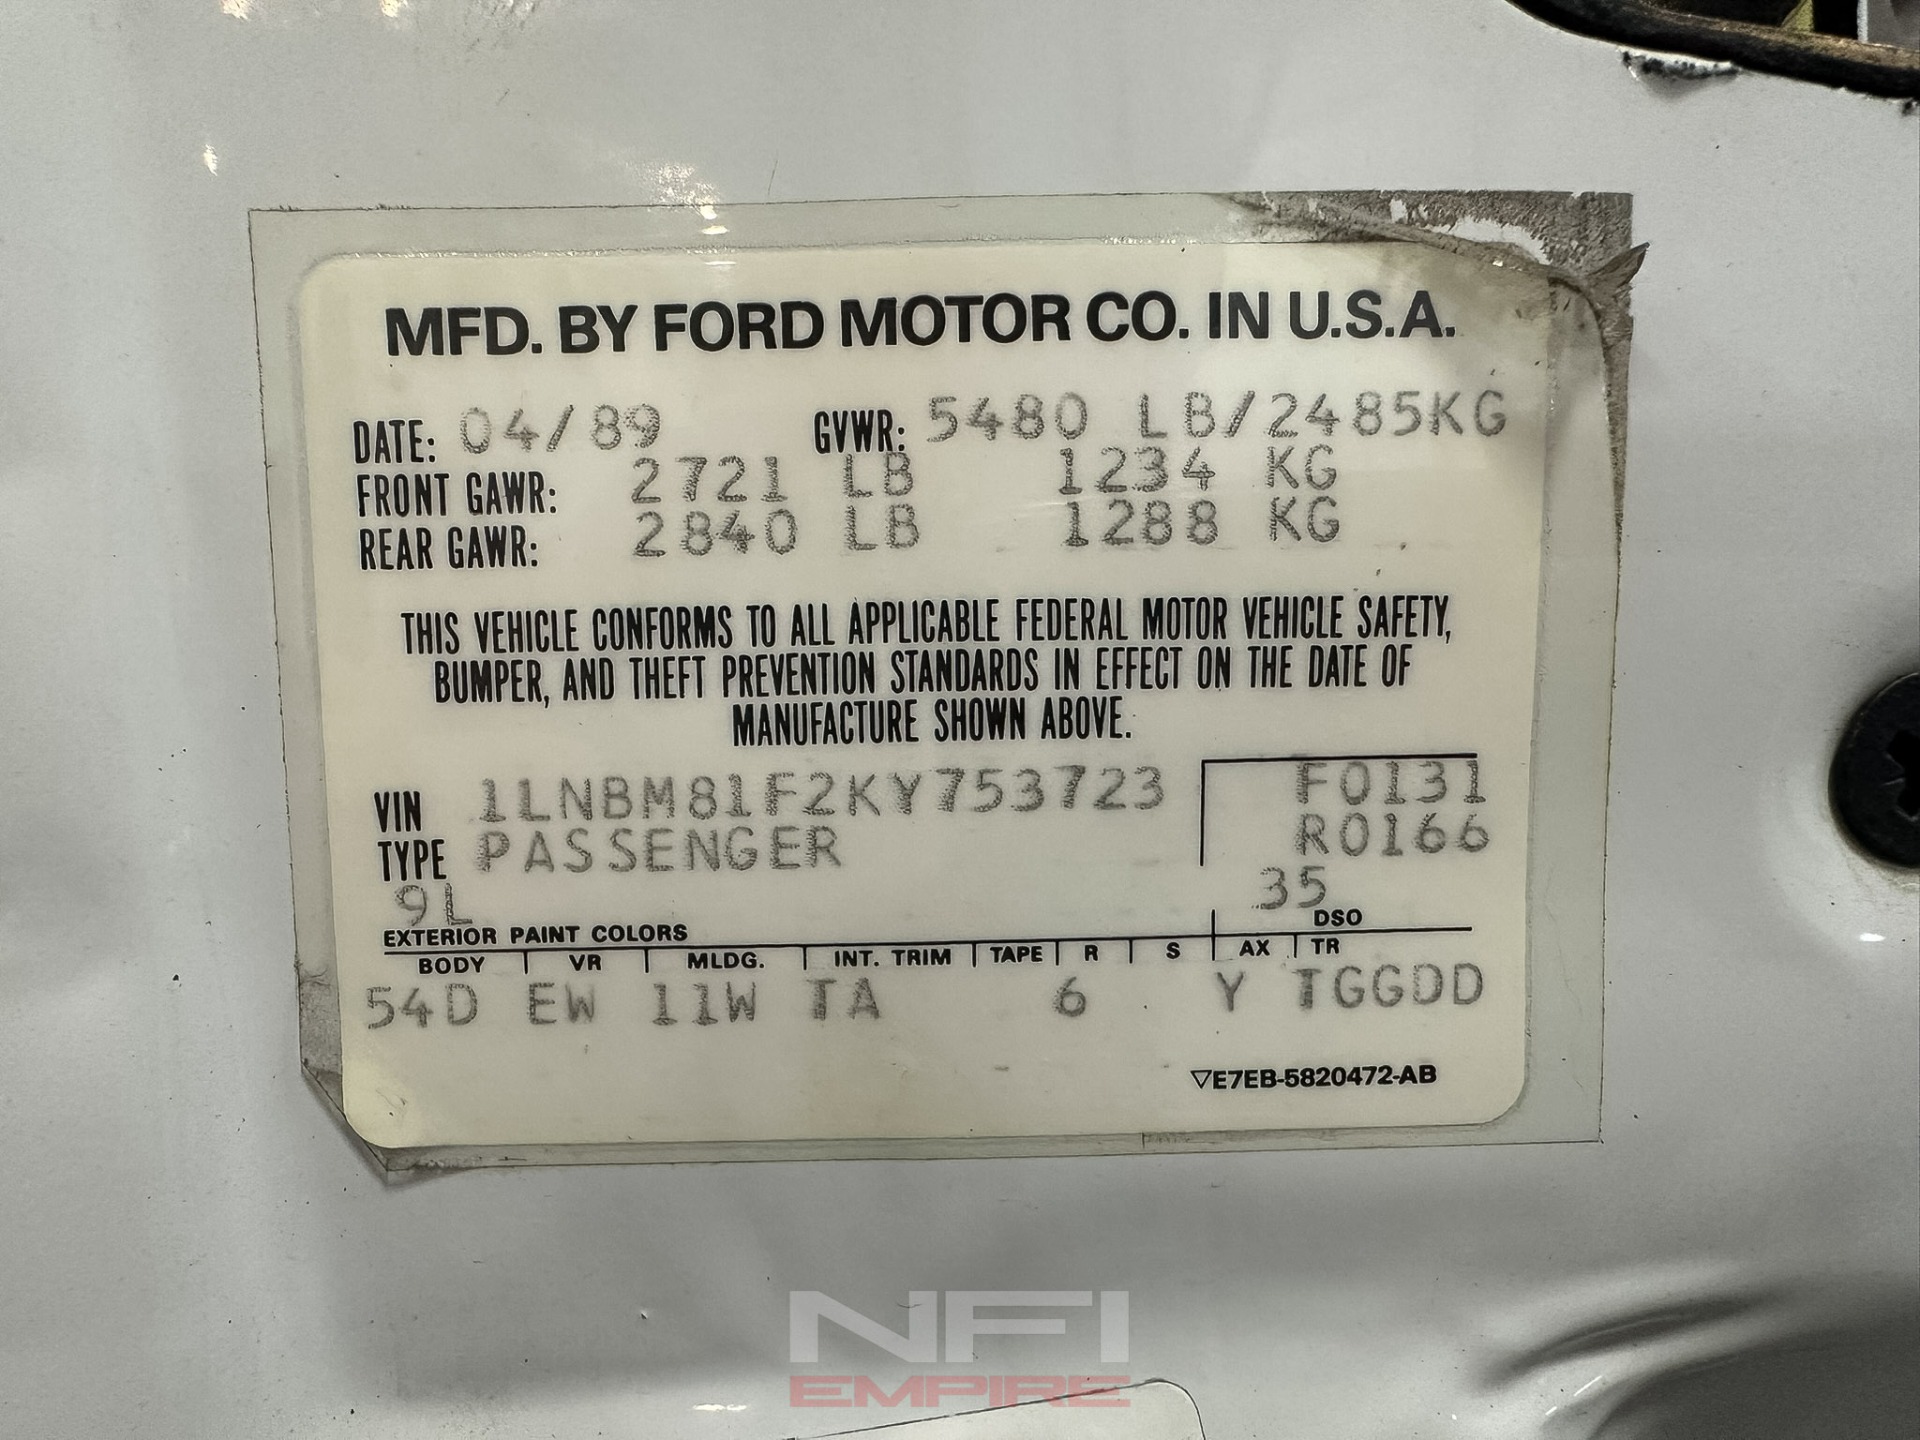 MFD. BY FORD MOTOR CO. IN U.S.A.
DATE: 04/89 GVWR: 5480 LB/2485KG
FRONT GAWR: 2721 LB 1234 KG
REAR GAWR: 2840 LB 1288 KG
THIS VEHICLE CONFORMS TO ALL APPLICABLE FEDERAL MOTOR VEHICLE SAFETY,
BUMPER, AND THEFT PREVENTION STANDARDS IN EFFECT ON THE DATE OF
MANUFACTURE SHOWN ABOVE.
VIN 1LNBM81F2KY753723 F0131
TYPE PASSENGER R0166
9L 35
EXTERIOR PAINT COLORS DSO
BODY VR MLDG. INT. TRIM TAPE R S AX TR
54D EW 11W TA 6 Y TGGDD
▽E7EB-5820472-AB
NFI
EMPIRE